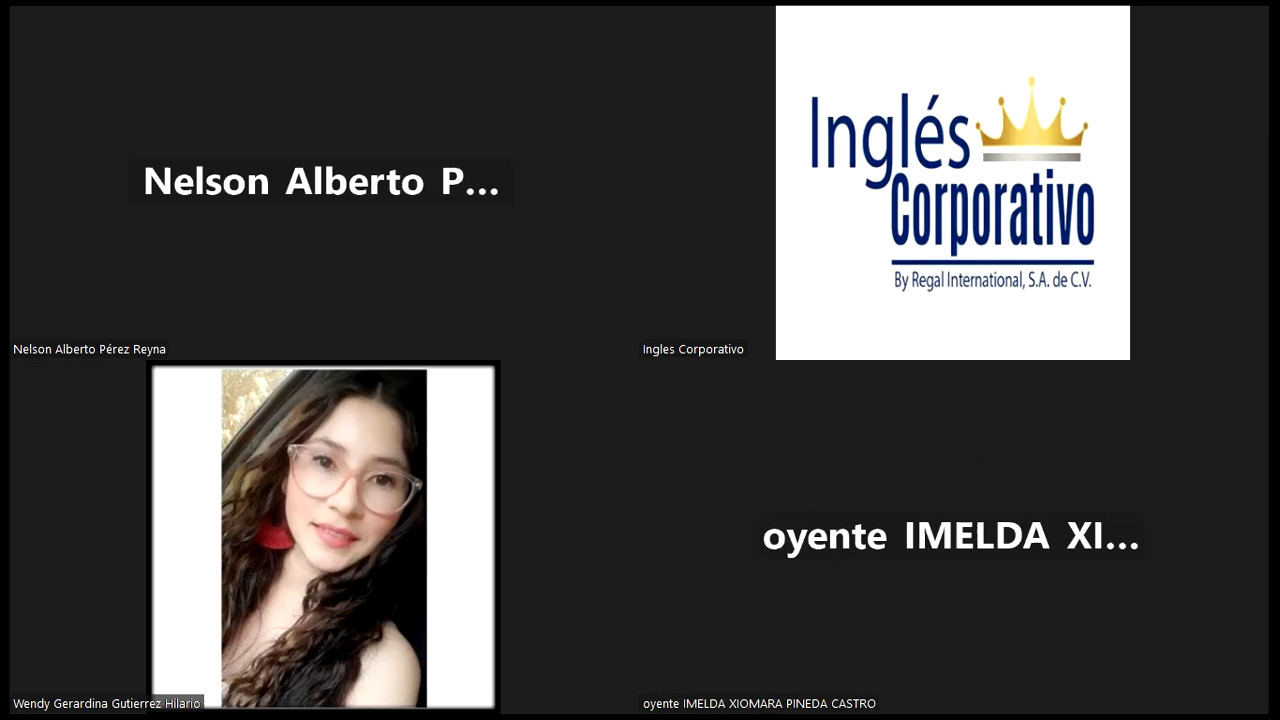 Nelson Alberto P...
Nelson Alberto Pérez Reyna
Inglés
Corporativo
By Regal International, S.A. de C.V.
Ingles Corporativo
Wendy Gerardina Gutierrez Hilario
oyente IMELDA XI...
oyente IMELDA XIOMARA PINEDA CASTRO